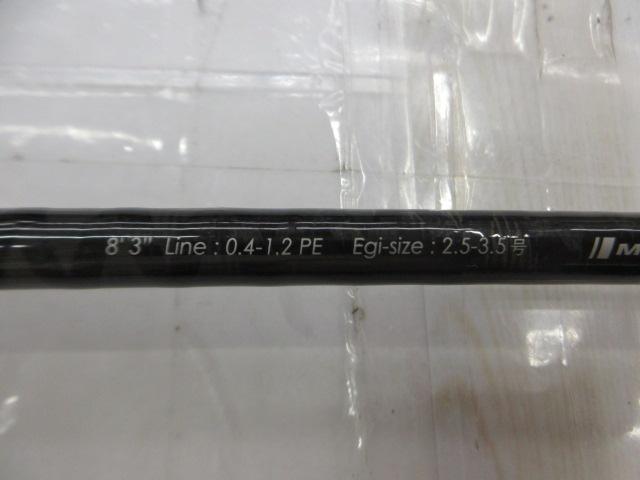 8'3" Line : 0.4-1.2 PE Egi-size : 2.5-3.5号